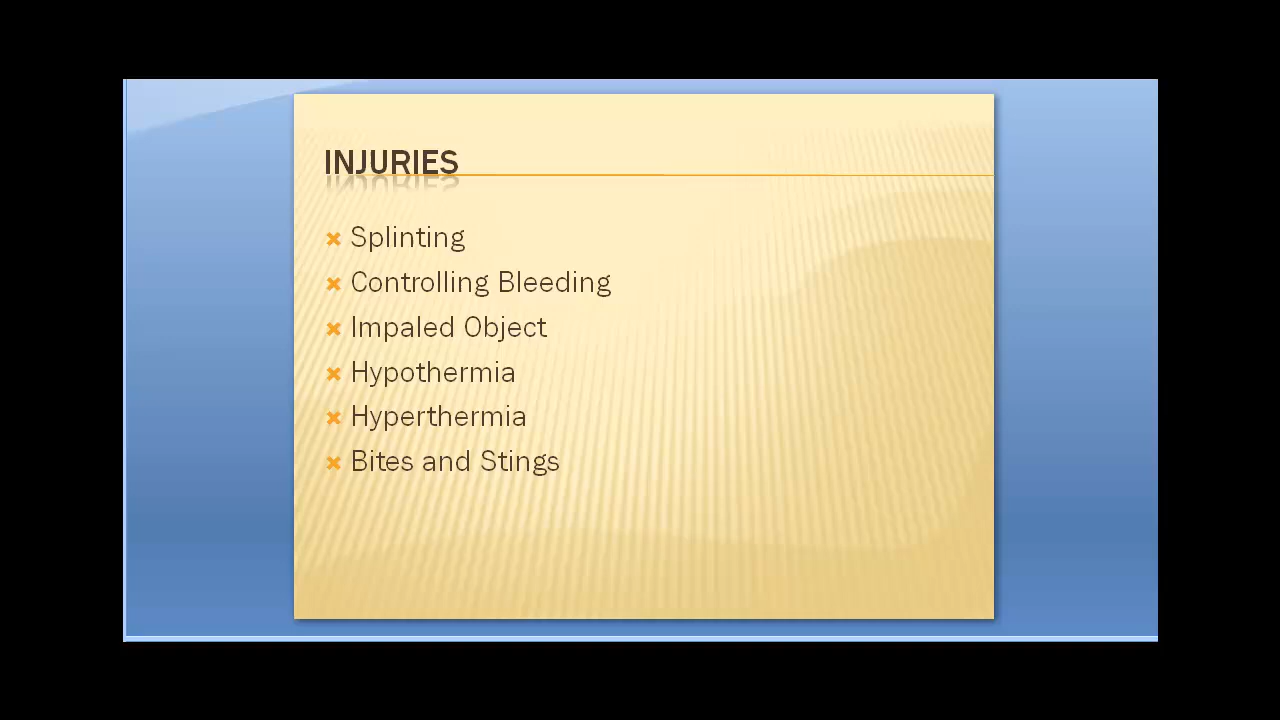 INJURIES
Splinting
Controlling Bleeding
Impaled Object
Hypothermia
Hyperthermia
Bites and Stings